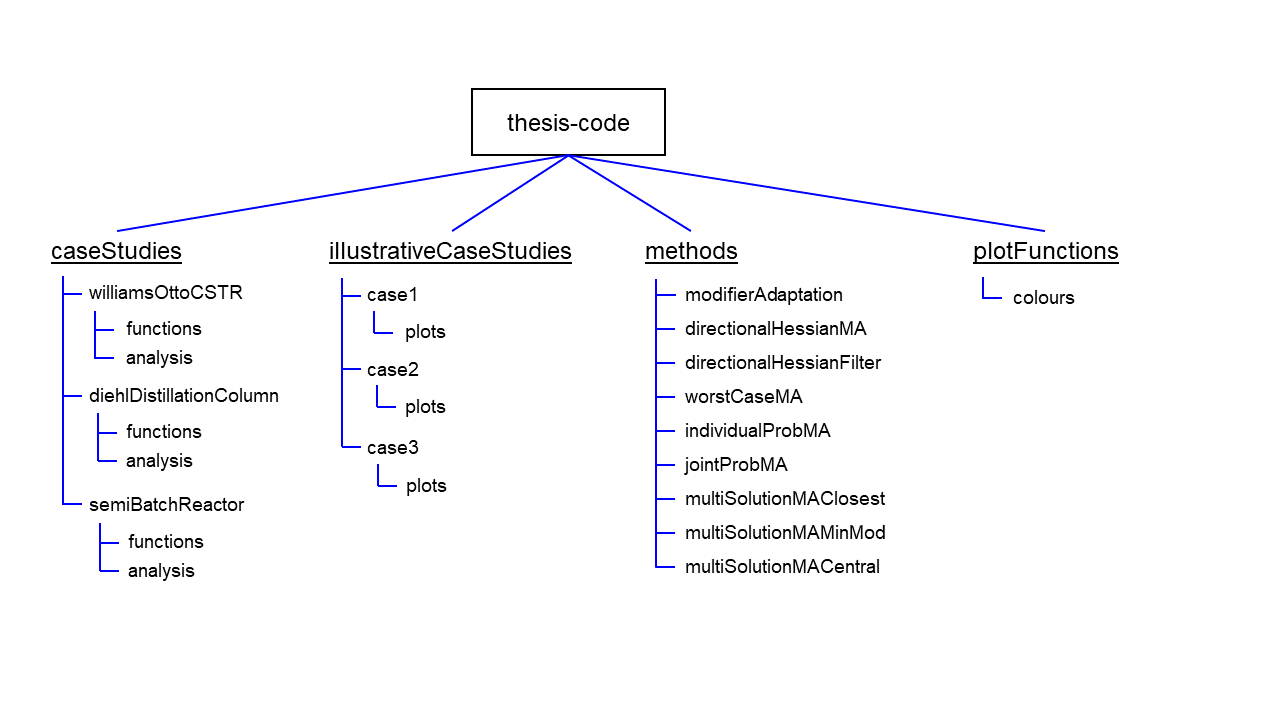 thesis-code
caseStudies
williamsOttoCSTR
functions
analysis
diehlDistillationColumn
functions
analysis
semiBatchReactor
functions
analysis
illustrativeCaseStudies
case1
plots
case2
plots
case3
plots
methods
modifierAdaptation
directionalHessianMA
directionalHessianFilter
worstCaseMA
individualProbMA
jointProbMA
multiSolutionMAClosest
multiSolutionMAMinMod
multiSolutionMACentral
plotFunctions
colours